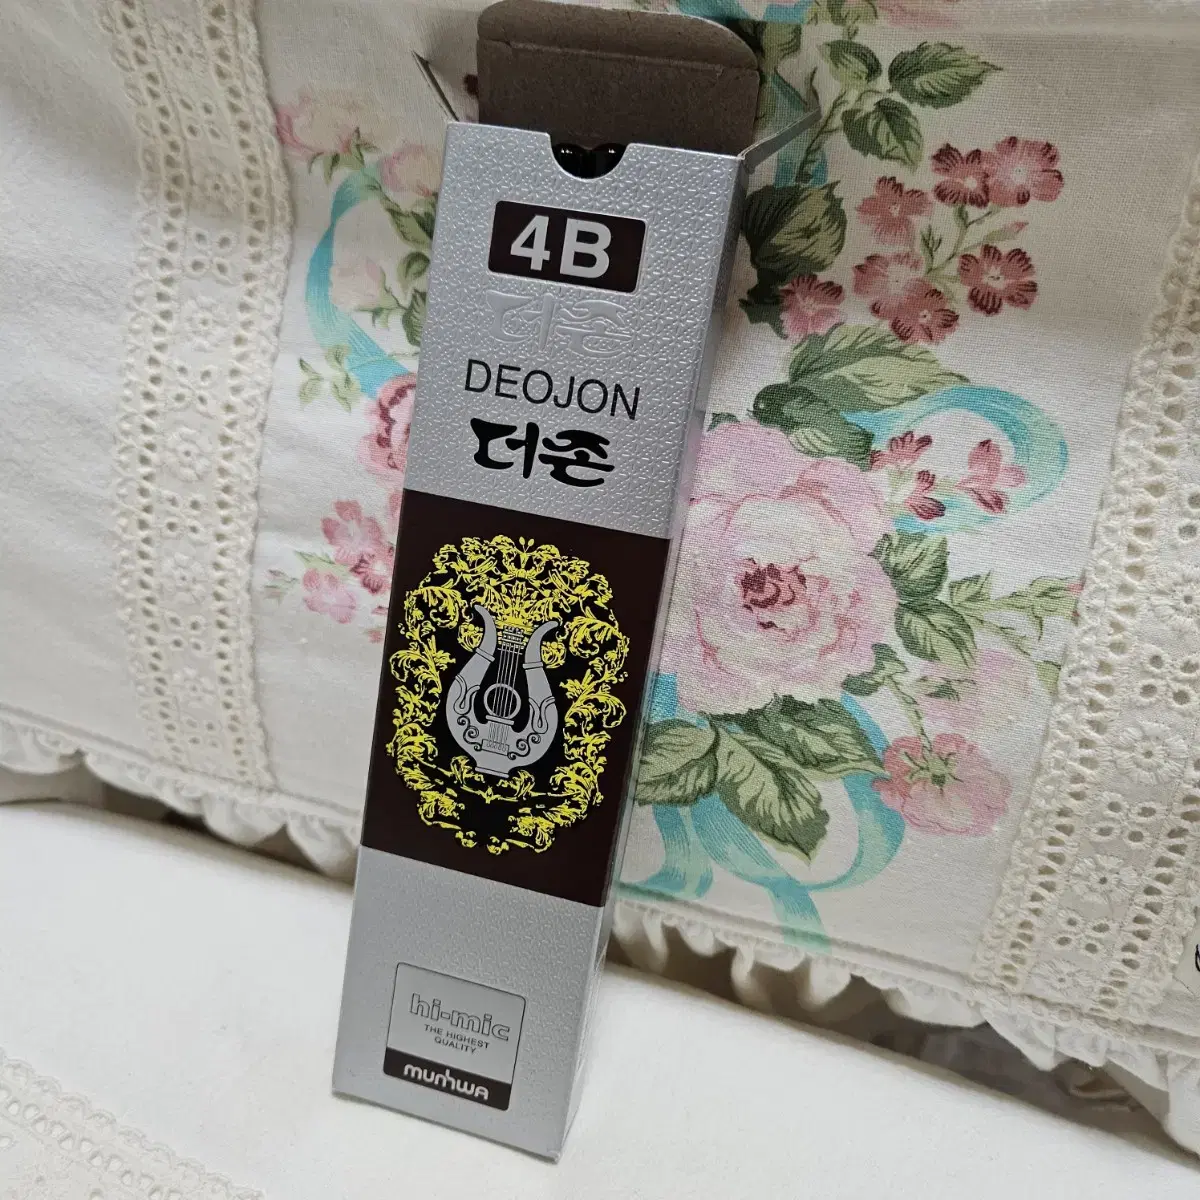 4B
더존
DEOJON
더존
hi-mic
THE HIGHEST
QUALITY
munhwa